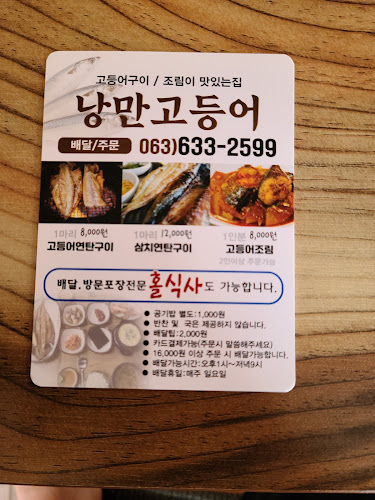 고등어구이 / 조림이 맛있는집
낭만고등어
배달/주문 063)633-2599
1마리 8,000원 1마리 12,000원 1인분 8,000원
고등어연탄구이 삼치연탄구이 고등어조림
2인이상 주문가능
배달, 방문포장전문 홀식사도 가능합니다.
● 공기밥 별도:1,000원
● 반찬 및 국은 제공하지 않습니다.
● 배달팁:2,000원
카드결제가능(주문시 말씀해주세요)
● 16,000원 이상 주문 시 배달가능합니다.
● 배달가능시간:오후1시~저녁9시
● 배달휴일:매주 일요일